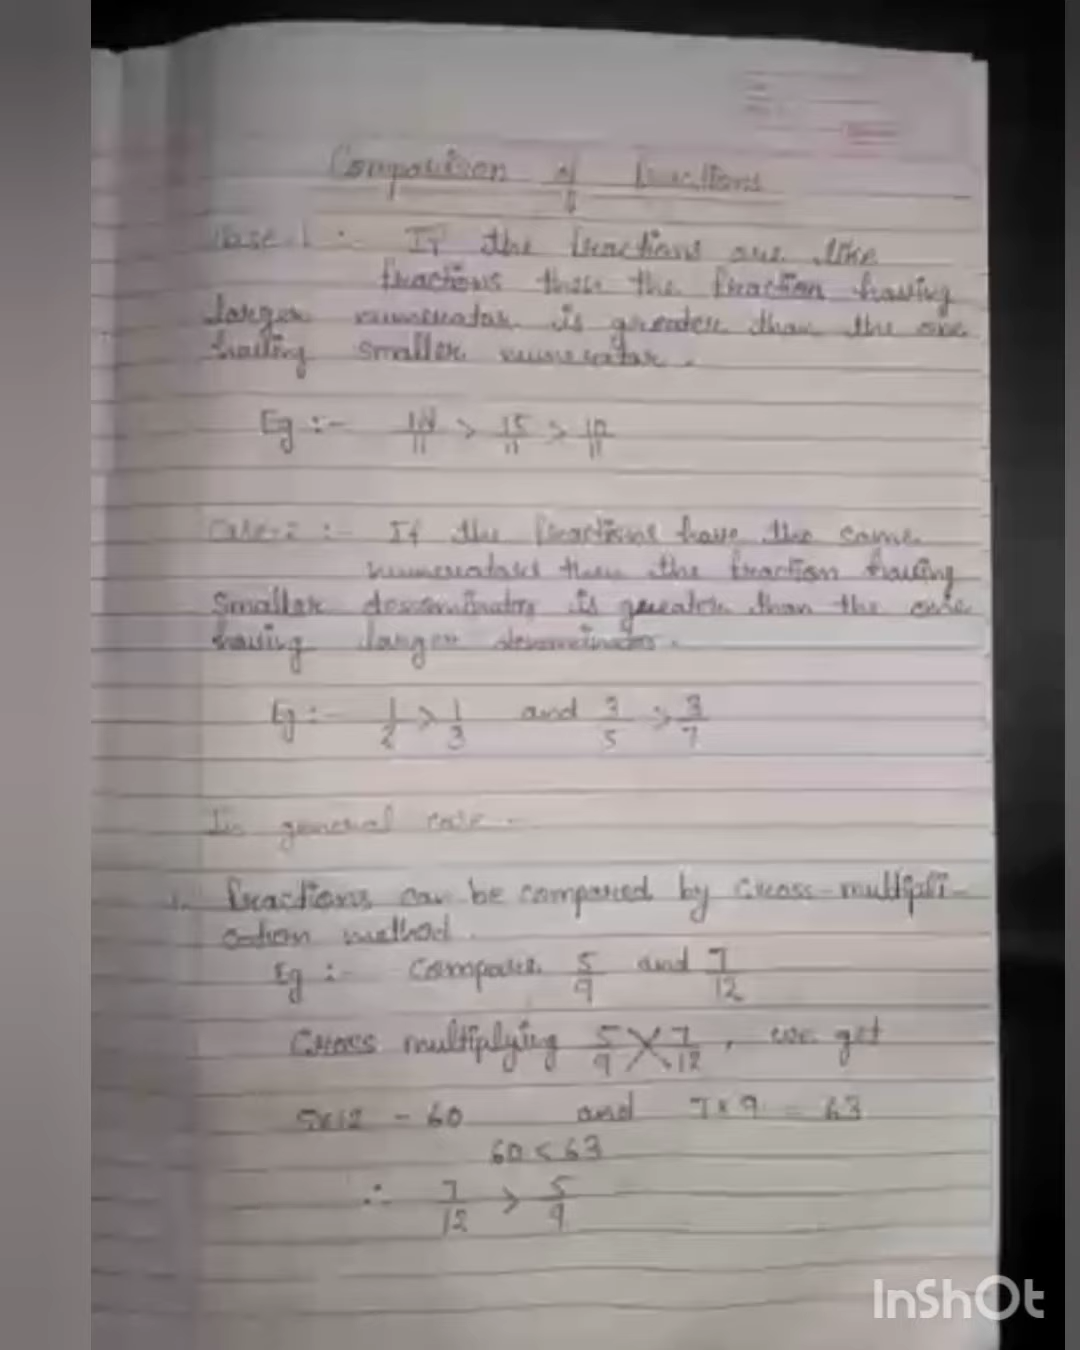 Comparison of fractions
Case-1 :- If the fractions are like
fractions then the fraction having
larger numerator is greater than the one
having smaller numerator.
Eg :- 18/11 > 15/11 > 10/11
Case-2 :- If the fractions have the same
numerators then the fraction having
smaller denominator is greater than the one
having larger denominator.
Eg :- 1/2 > 1/3 and 3/5 > 3/7
In general case -
1. fractions can be compared by cross-multipli-
cation method.
Eg :- Compare 5/9 and 7/12
Cross multiplying 5/9 X 7/12, we get
5x12 = 60 and 7x9 = 63
60 < 63
∴ 7/12 > 5/9
InShOt